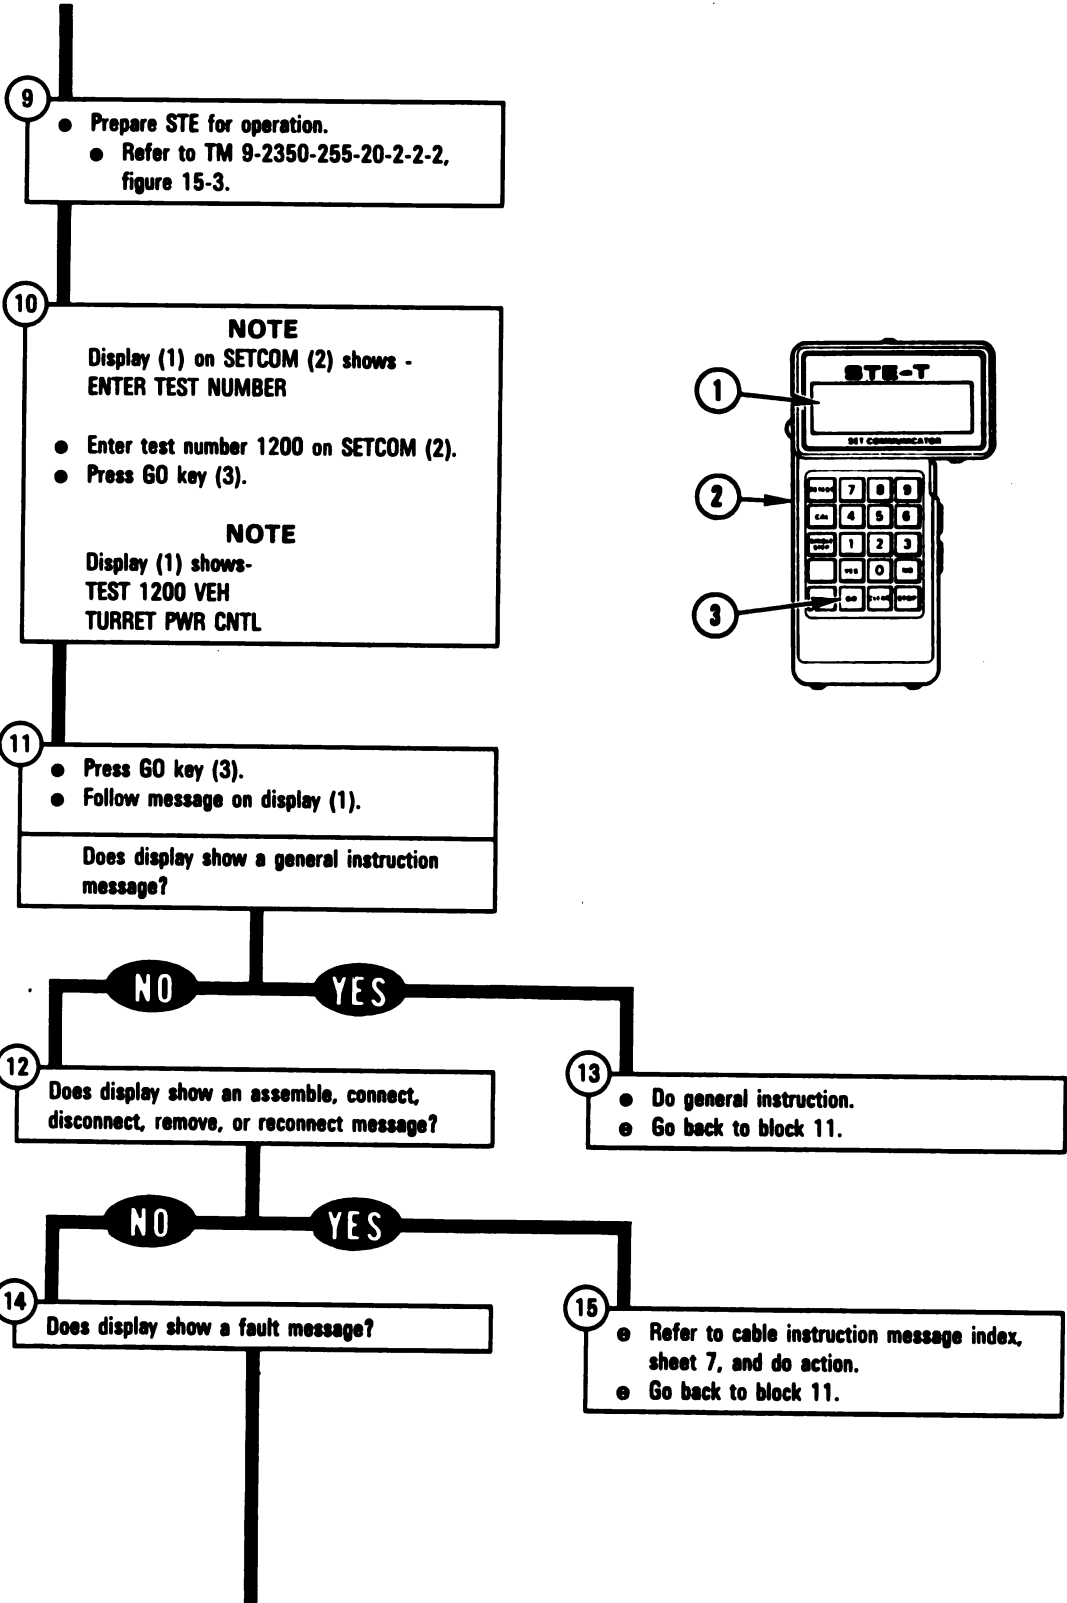 9
● Prepare STE for operation.
● Refer to TM 9-2350-255-20-2-2-2,
figure 15-3.
10
NOTE
Display (1) on SETCOM (2) shows -
ENTER TEST NUMBER
● Enter test number 1200 on SETCOM (2).
● Press GO key (3).
NOTE
Display (1) shows-
TEST 1200 VEH
TURRET PWR CNTL
1
STE-T
SET COMMUNICATOR
2
7 8 9
CAL 4 5 6
1 2 3
YES 0 NO
3
GO STOP
11
● Press GO key (3).
● Follow message on display (1).
Does display show a general instruction
message?
NO
YES
12
Does display show an assemble, connect,
disconnect, remove, or reconnect message?
13
● Do general instruction.
● Go back to block 11.
NO
YES
14
Does display show a fault message?
15
● Refer to cable instruction message index,
sheet 7, and do action.
● Go back to block 11.